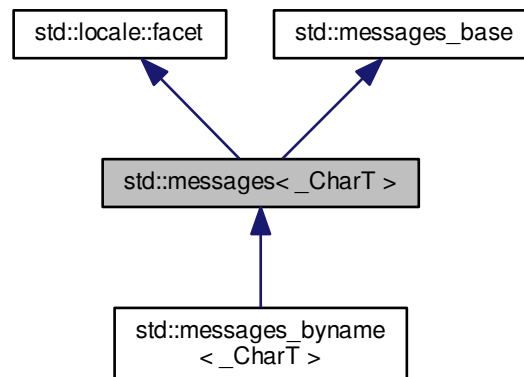 std::locale::facet
std::messages_base
std::messages< _CharT >
std::messages_byname
< _CharT >